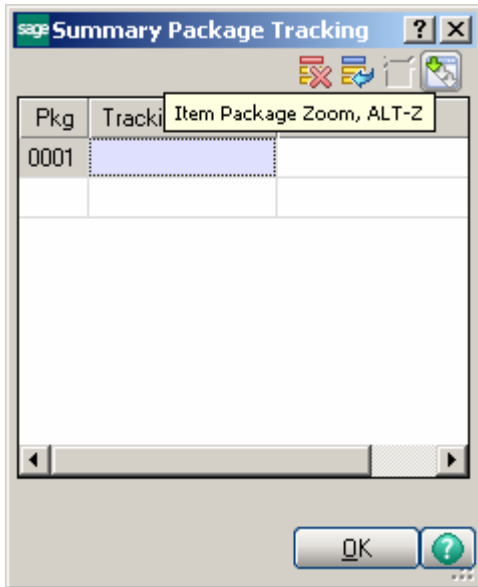 sage Summary Package Tracking ? X
Item Package Zoom, ALT-Z
Pkg Tracki
0001
OK ?